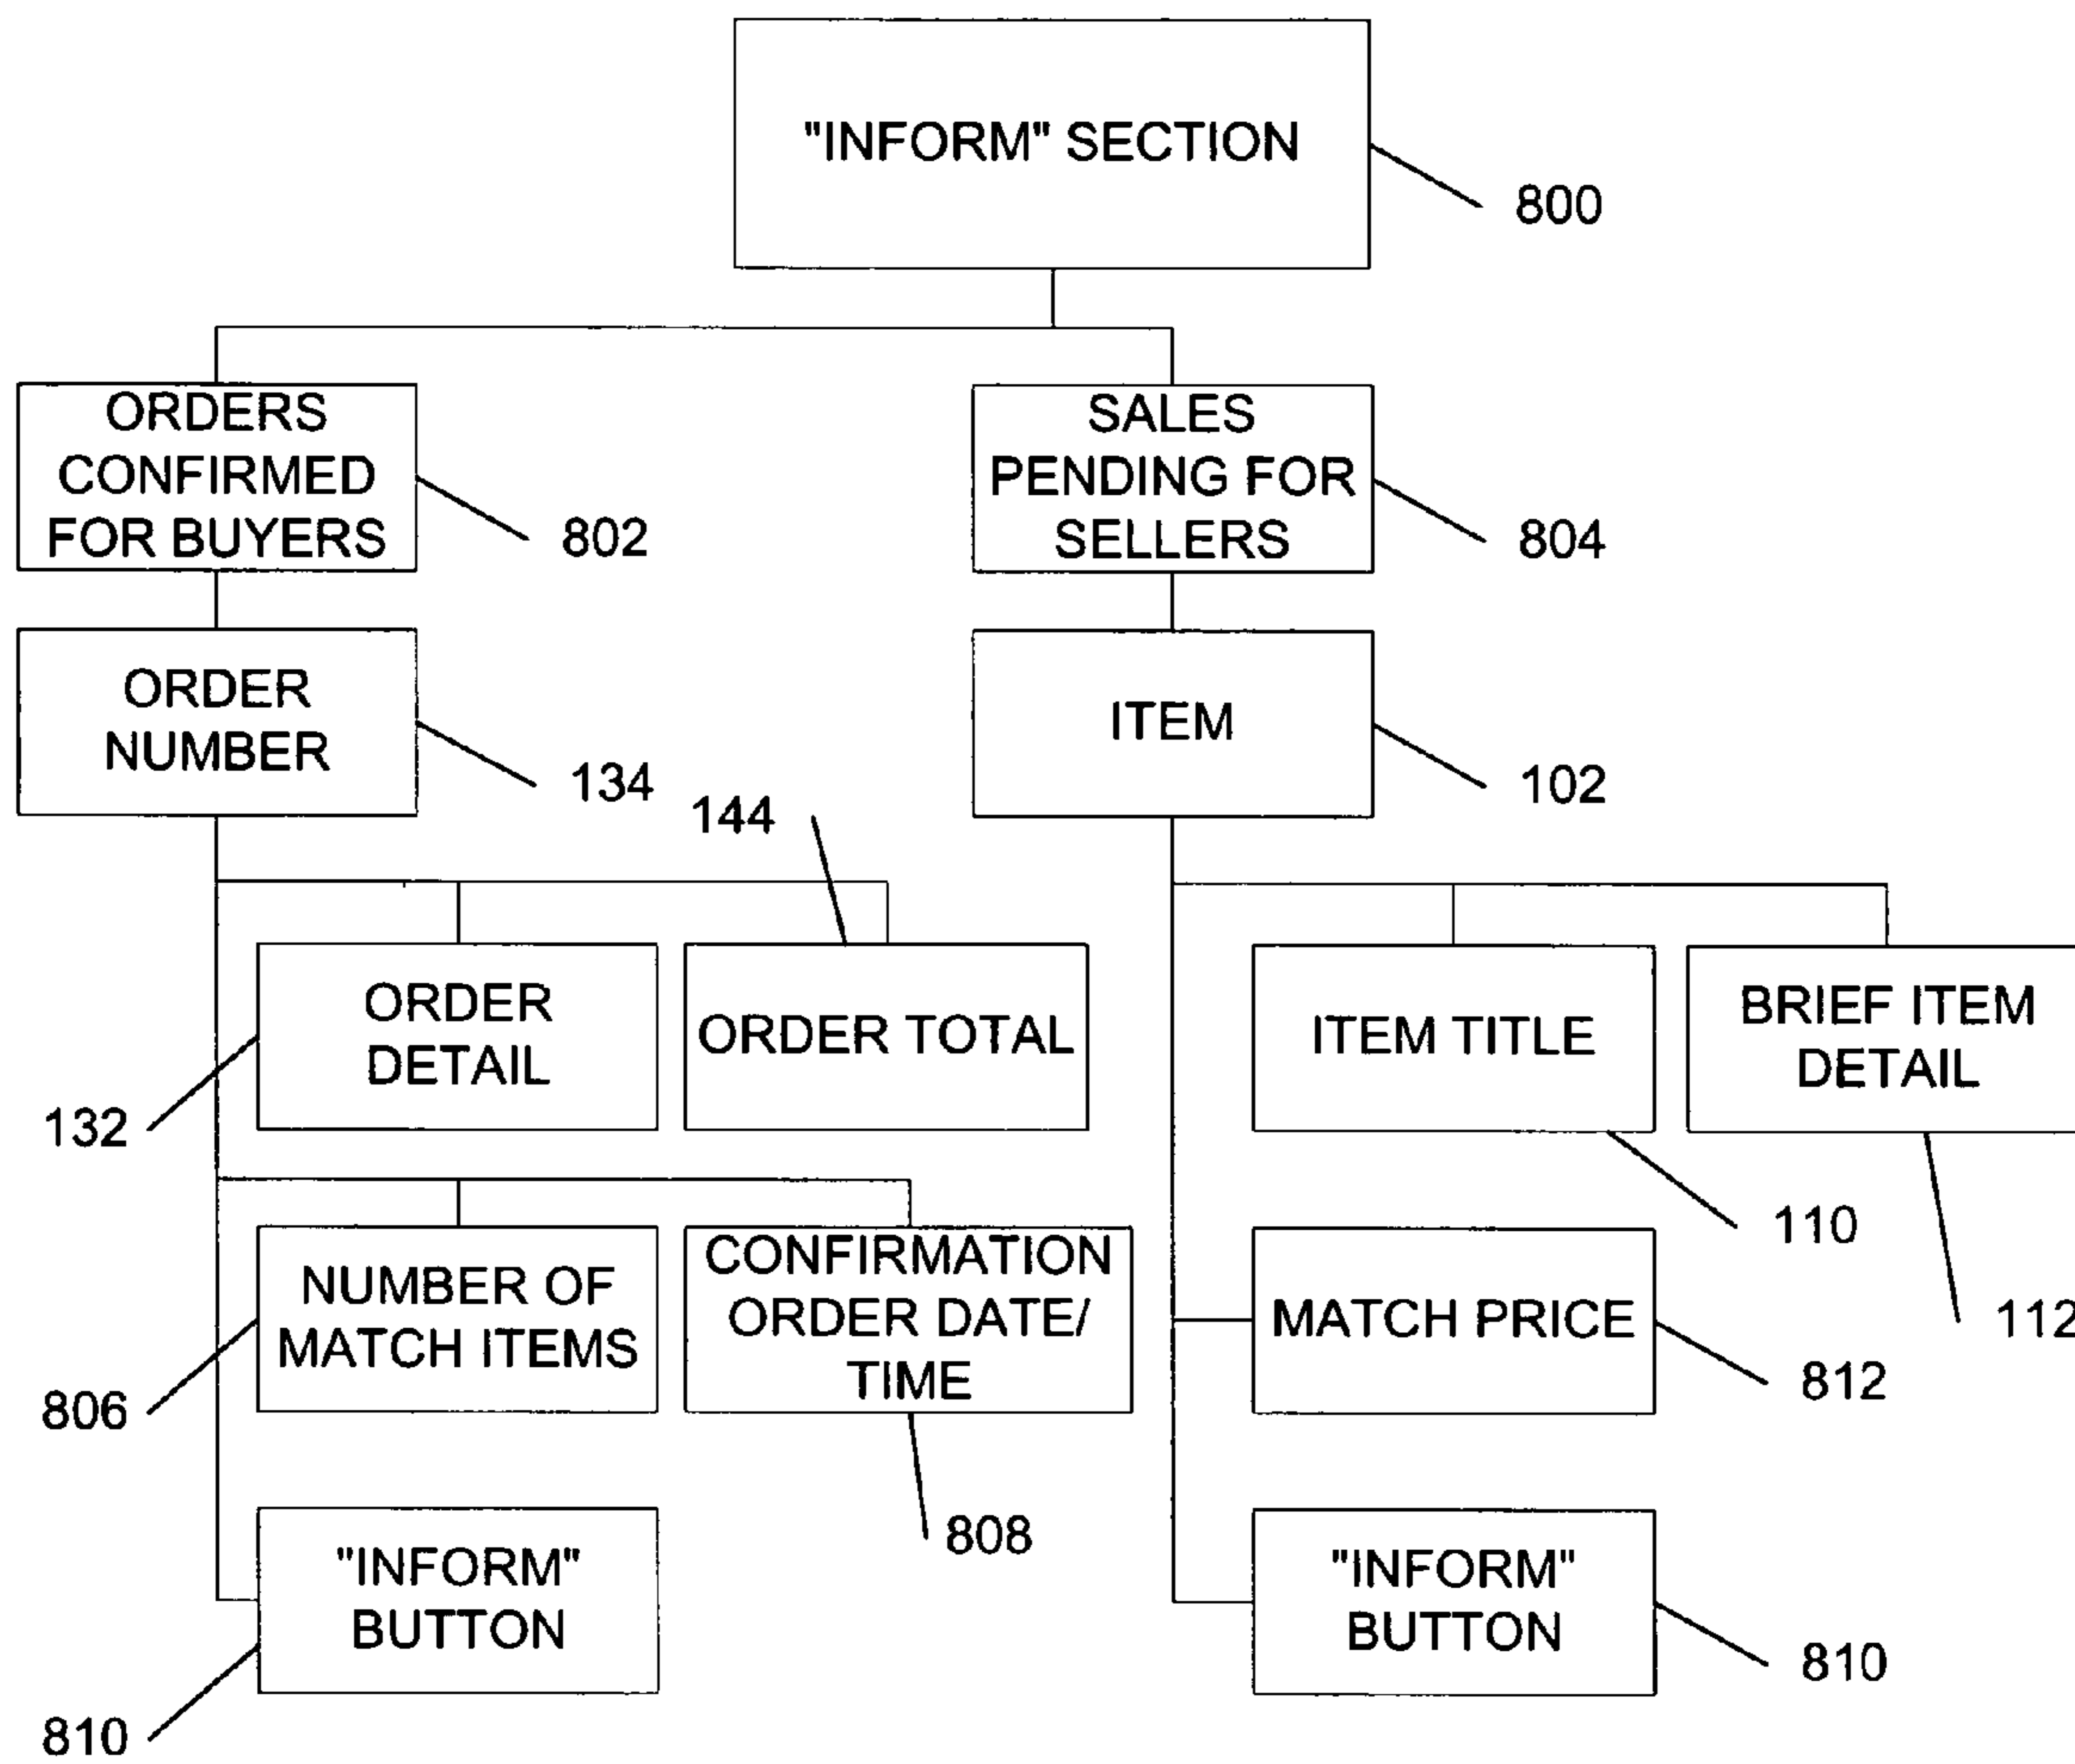 "INFORM" SECTION
800
ORDERS
CONFIRMED
FOR BUYERS
802
SALES
PENDING FOR
SELLERS
804
ORDER
NUMBER
134
ITEM
102
144
ORDER
DETAIL
132
ORDER TOTAL
ITEM TITLE
110
BRIEF ITEM
DETAIL
112
NUMBER OF
MATCH ITEMS
806
CONFIRMATION
ORDER DATE/
TIME
808
MATCH PRICE
812
"INFORM"
BUTTON
810
"INFORM"
BUTTON
810